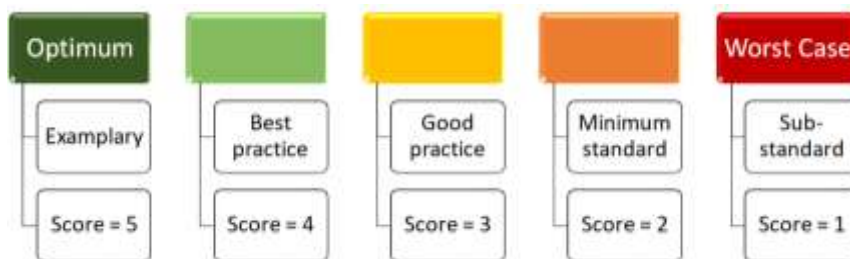 Optimum
Worst Case
Examplary
Best
practice
Good
practice
Minimum
standard
Sub-
standard
Score = 5
Score = 4
Score = 3
Score = 2
Score = 1